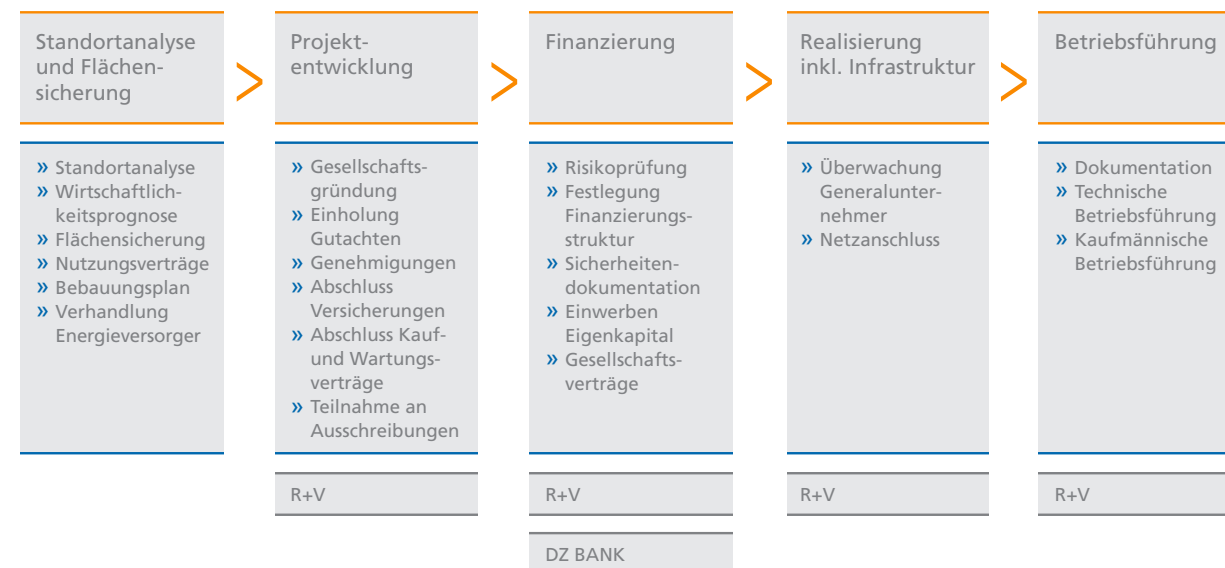 Standortanalyse
und Flächen-
sicherung
>
Projekt-
entwicklung
>
Finanzierung
>
Realisierung
inkl. Infrastruktur
>
Betriebsführung
» Standortanalyse
» Wirtschaftlich-
keitsprognose
» Flächensicherung
» Nutzungsverträge
» Bebauungsplan
» Verhandlung
Energieversorger
» Gesellschafts-
gründung
» Einholung
Gutachten
» Genehmigungen
» Abschluss
Versicherungen
» Abschluss Kauf-
und Wartungs-
verträge
» Teilnahme an
Ausschreibungen
» Risikoprüfung
» Festlegung
Finanzierungs-
struktur
» Sicherheiten-
dokumentation
» Einwerben
Eigenkapital
» Gesellschafts-
verträge
» Überwachung
Generalunter-
nehmer
» Netzanschluss
» Dokumentation
» Technische
Betriebsführung
» Kaufmännische
Betriebsführung
R+V
R+V
R+V
R+V
DZ BANK